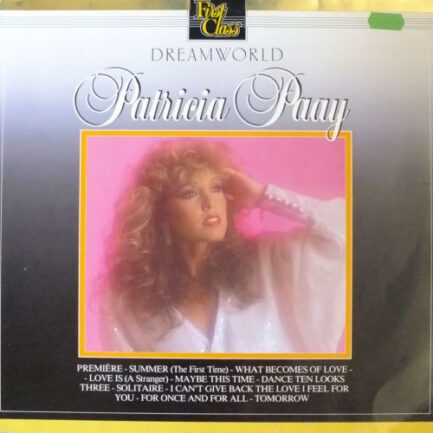 First
Class
DREAMWORLD
Patricia Paay
PREMIÈRE - SUMMER (The First Time) - WHAT BECOMES OF LOVE -
- LOVE IS (A Stranger) - MAYBE THIS TIME - DANCE TEN LOOKS
THREE - SOLITAIRE - I CAN'T GIVE BACK THE LOVE I FEEL FOR
YOU - FOR ONCE AND FOR ALL - TOMORROW